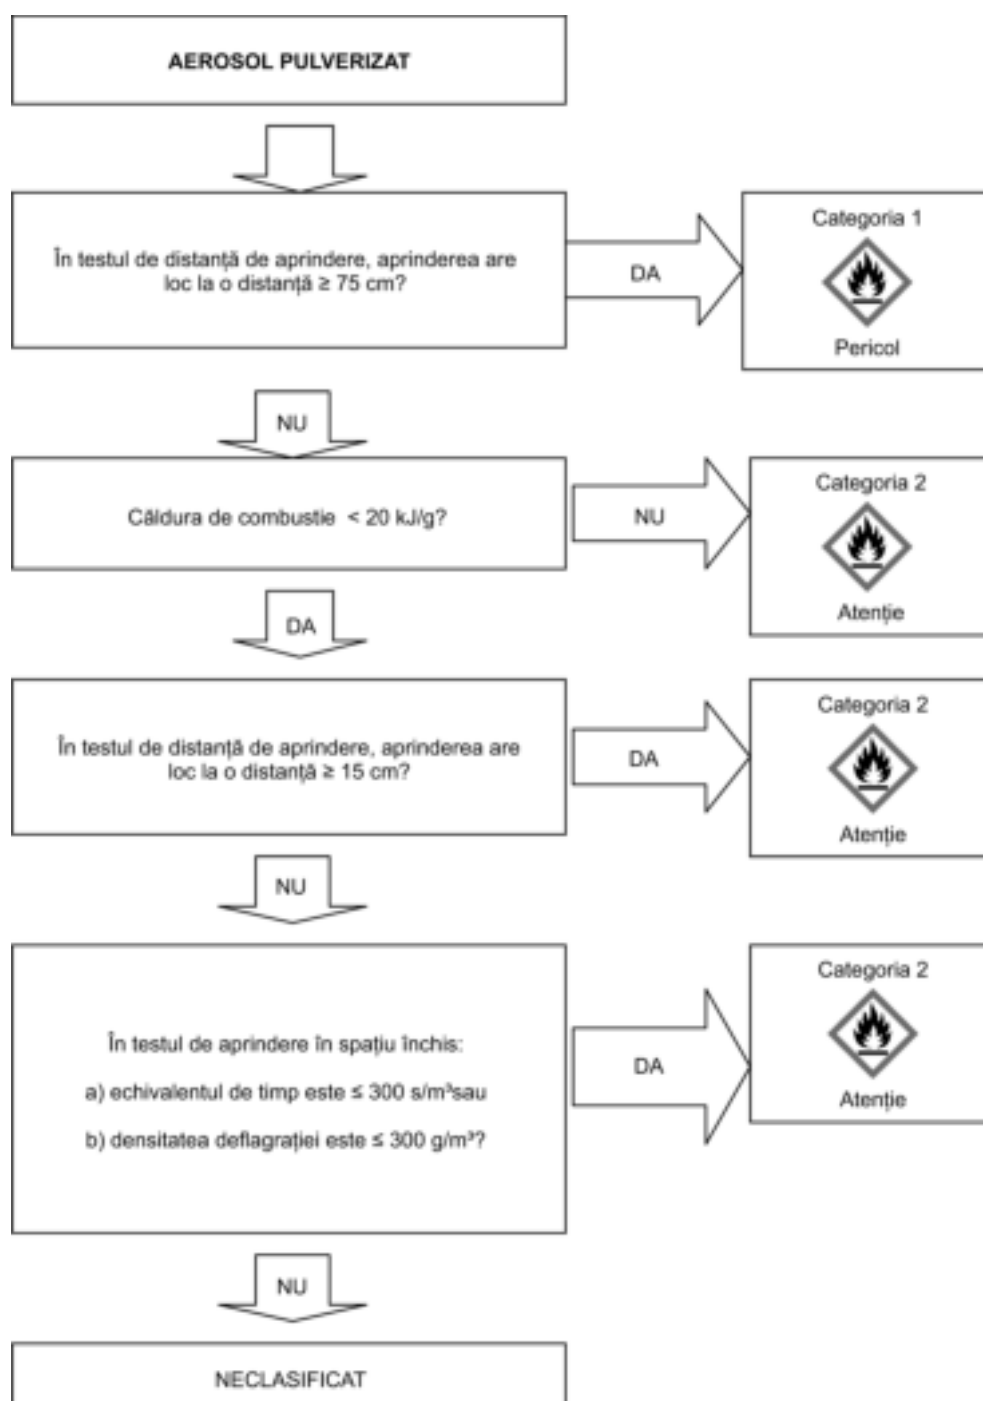 AEROSOL PULVERIZAT
În testul de distanță de aprindere, aprinderea are
loc la o distanță ≥ 75 cm?
DA
Categoria 1
Pericol
NU
Căldura de combustie < 20 kJ/g?
NU
Categoria 2
Atenție
DA
În testul de distanță de aprindere, aprinderea are
loc la o distanță ≥ 15 cm?
DA
Categoria 2
Atenție
NU
În testul de aprindere în spațiu închis:
a) echivalentul de timp este ≤ 300 s/m³sau
b) densitatea deflagrației este ≤ 300 g/m³?
DA
Categoria 2
Atenție
NU
NECLASIFICAT